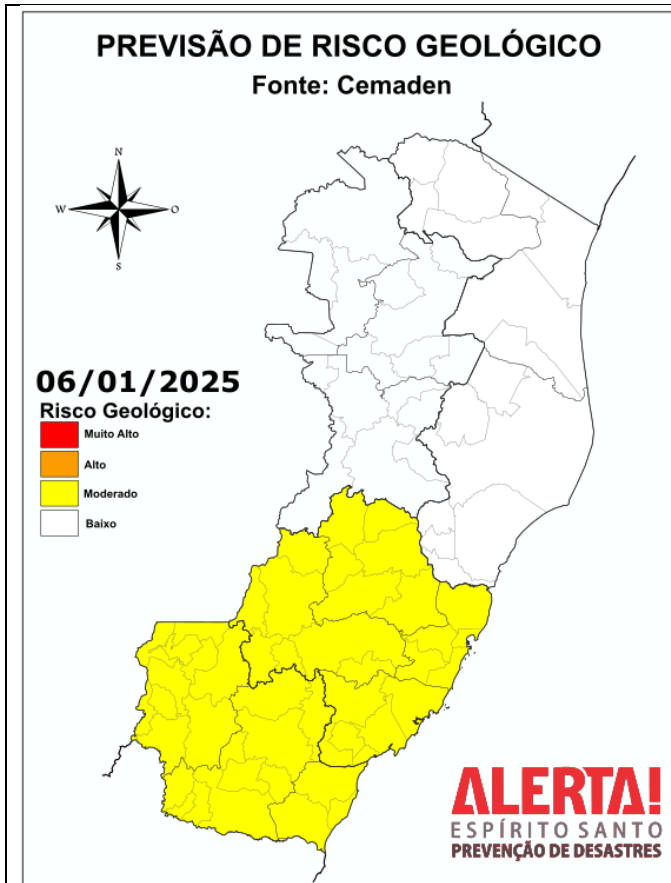 PREVISÃO DE RISCO GEOLÓGICO
Fonte: Cemaden
N
W
O
S
06/01/2025
Risco Geológico:
Muito Alto
Alto
Moderado
Baixo
ALERTA!
ESPÍRITO SANTO
PREVENÇÃO DE DESASTRES